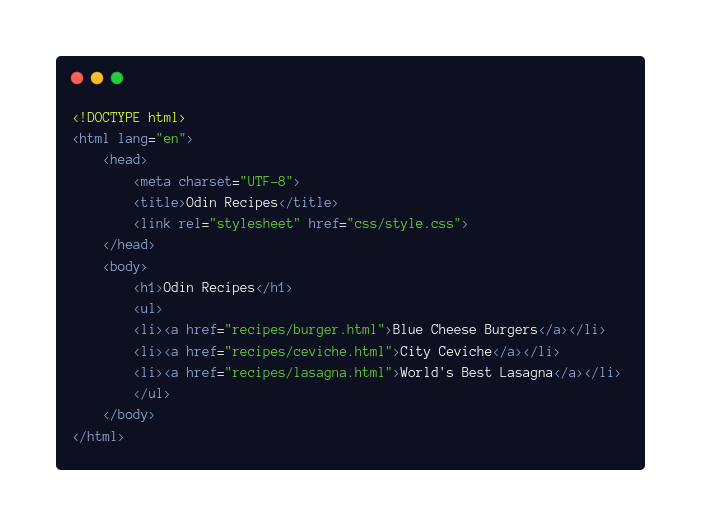 <!DOCTYPE html>
<html lang="en">
    <head>
        <meta charset="UTF-8">
        <title>Odin Recipes</title>
        <link rel="stylesheet" href="css/style.css">
    </head>
    <body>
        <h1>Odin Recipes</h1>
        <ul>
        <li><a href="recipes/burger.html">Blue Cheese Burgers</a></li>
        <li><a href="recipes/ceviche.html">City Ceviche</a></li>
        <li><a href="recipes/lasagna.html">World's Best Lasagna</a></li>
        </ul>
    </body>
</html>